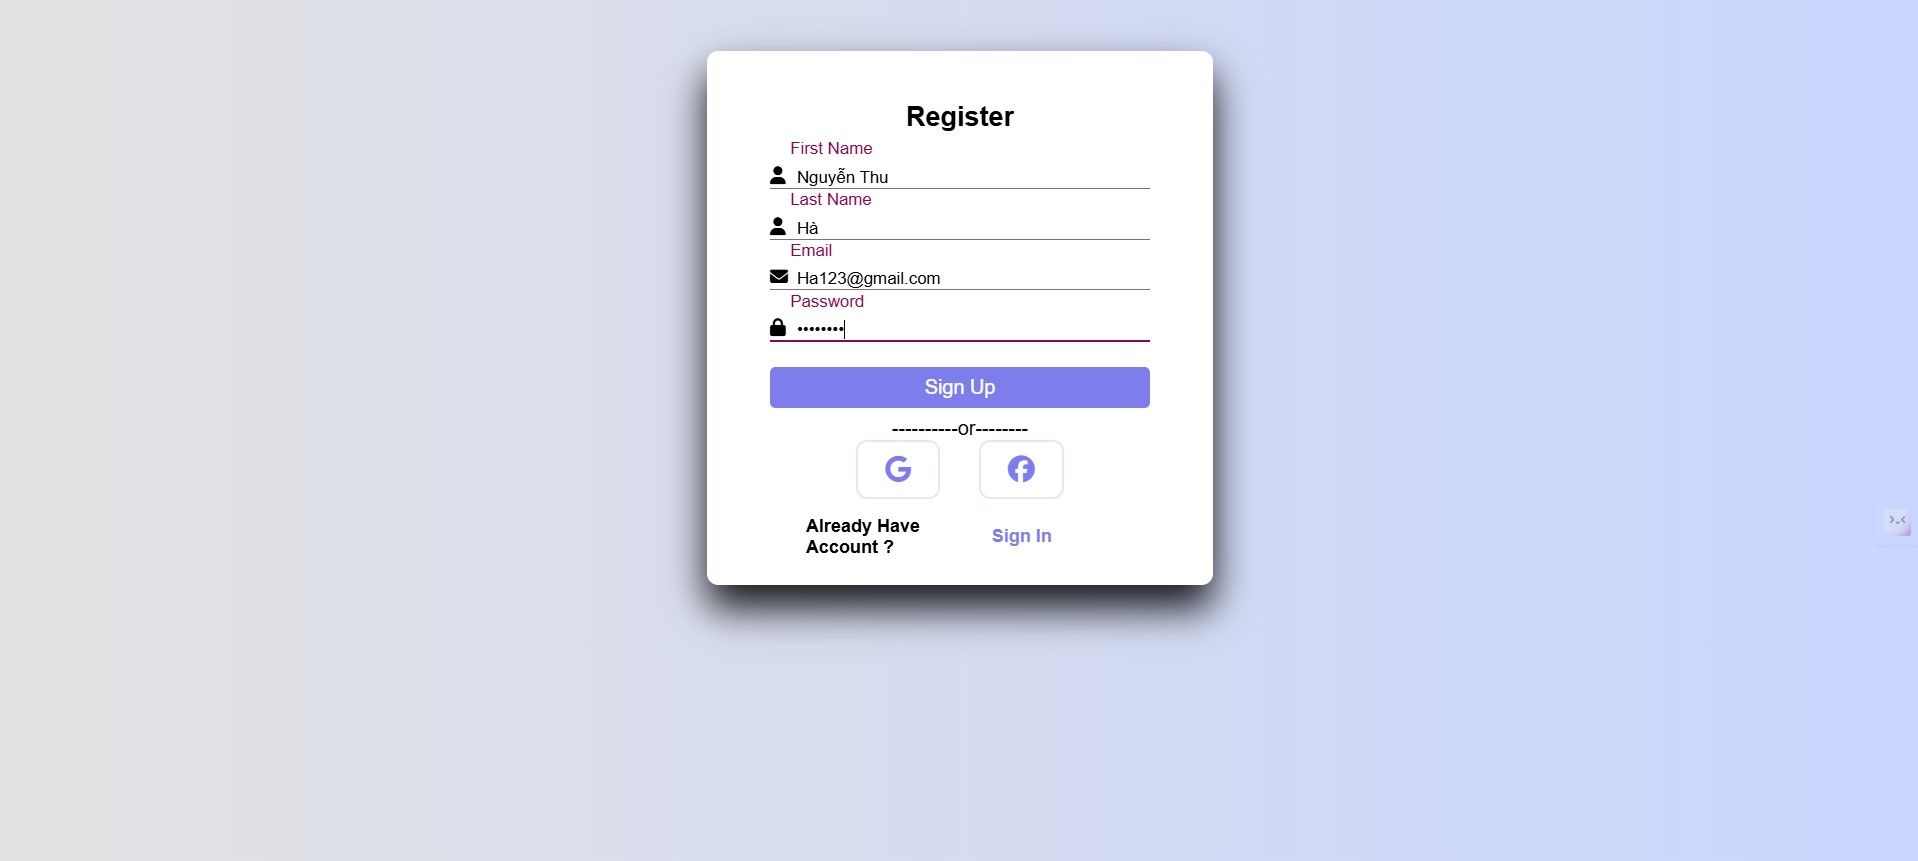 Register
First Name
Nguyễn Thu
Last Name
Hà
Email
Ha123@gmail.com
Password
••••••••
Sign Up
----------or--------
Already Have
Account ?
Sign In